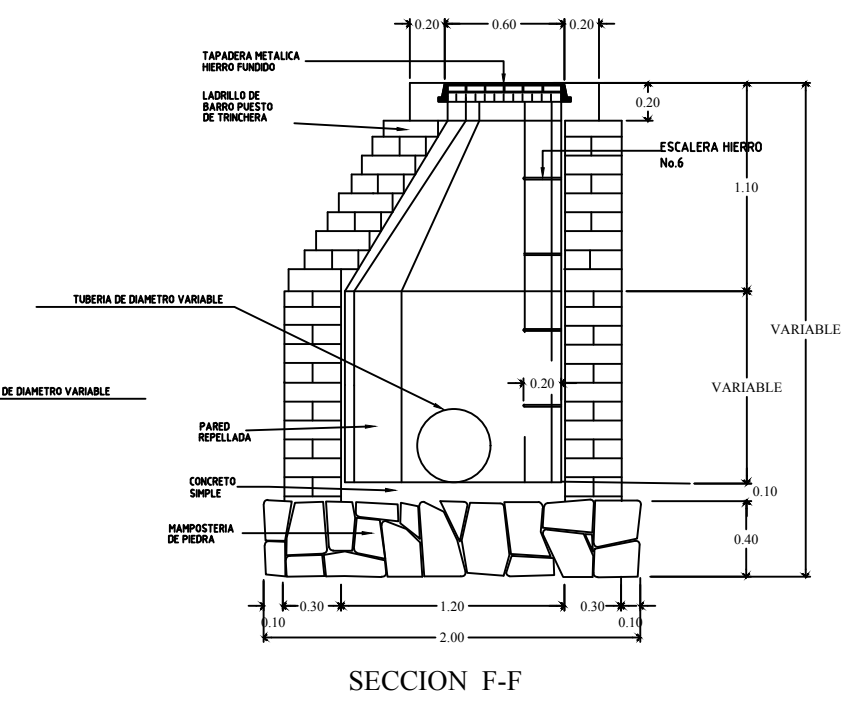 0.20
0.60
0.20
TAPADERA METALICA
HIERRO FUNDIDO
LADRILLO DE
BARRO PUESTO
DE TRINCHERA
0.20
ESCALERA HIERRO
No.6
1.10
TUBERIA DE DIAMETRO VARIABLE
VARIABLE
VARIABLE
0.20
DE DIAMETRO VARIABLE
PARED
REPELLADA
CONCRETO
SIMPLE
0.10
MAMPOSTERIA
DE PIEDRA
0.40
0.30
1.20
0.30
0.10
0.10
2.00
SECCION F-F